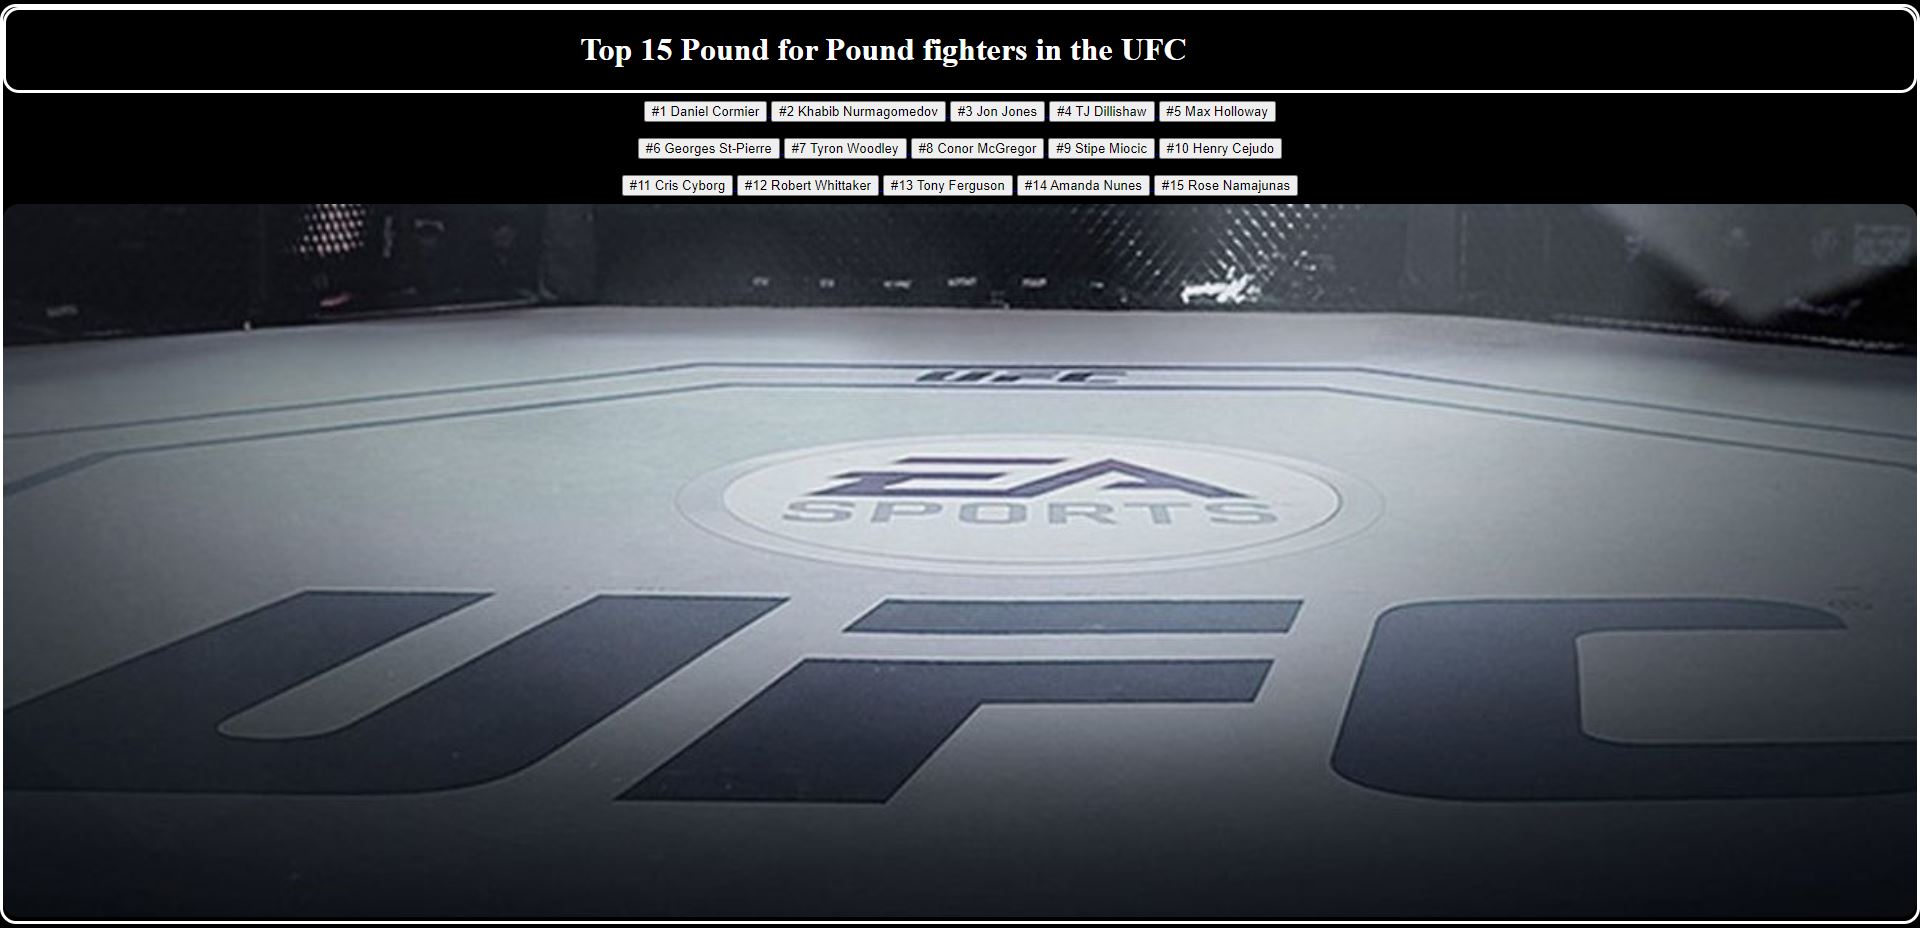 Top 15 Pound for Pound fighters in the UFC
#1 Daniel Cormier #2 Khabib Nurmagomedov #3 Jon Jones #4 TJ Dillishaw #5 Max Holloway
#6 Georges St-Pierre #7 Tyron Woodley #8 Conor McGregor #9 Stipe Miocic #10 Henry Cejudo
#11 Cris Cyborg #12 Robert Whittaker #13 Tony Ferguson #14 Amanda Nunes #15 Rose Namajunas
UFC
EA
SPORTS
UFC